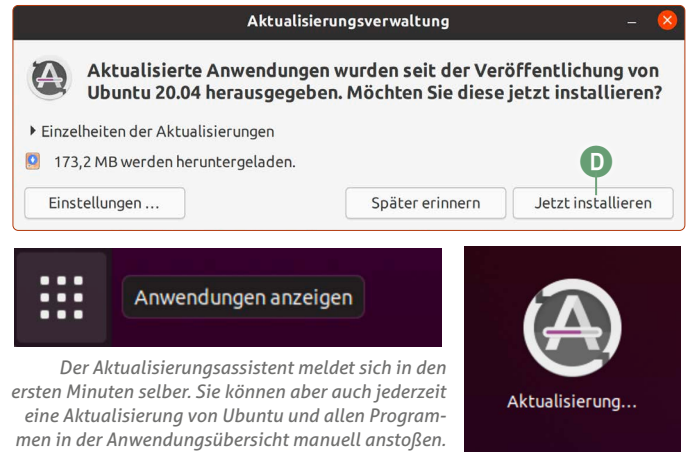 Aktualisierungsverwaltung
Aktualisierte Anwendungen wurden seit der Veröffentlichung von
Ubuntu 20.04 herausgegeben. Möchten Sie diese jetzt installieren?
Einzelheiten der Aktualisierungen
173,2 MB werden heruntergeladen.
D
Einstellungen ... Später erinnern Jetzt installieren
Anwendungen anzeigen
Der Aktualisierungsassistent meldet sich in den
ersten Minuten selber. Sie können aber auch jederzeit
eine Aktualisierung von Ubuntu und allen Program-
men in der Anwendungsübersicht manuell anstoßen.
Aktualisierung...